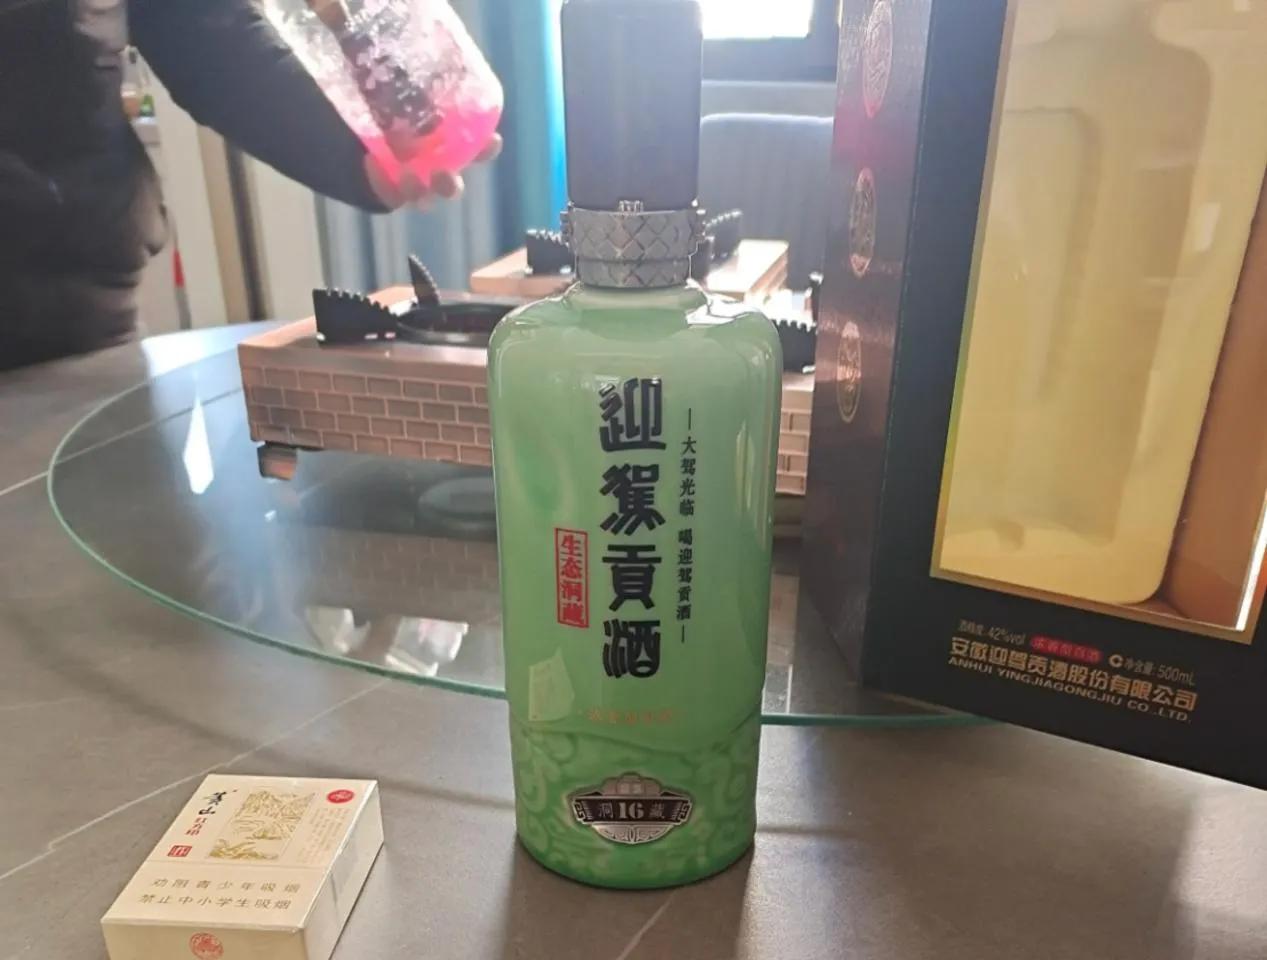 迎駕貢酒
大驾光临 喝迎驾贡酒
生态洞藏
洞16藏
酒精度: 42%vol 浓香型白酒 净含量: 500mL
安徽迎驾贡酒股份有限公司
ANHUI YINGJIAGONGJIU CO.,LTD.
黄山
劝阻青少年吸烟
禁止中小学生吸烟